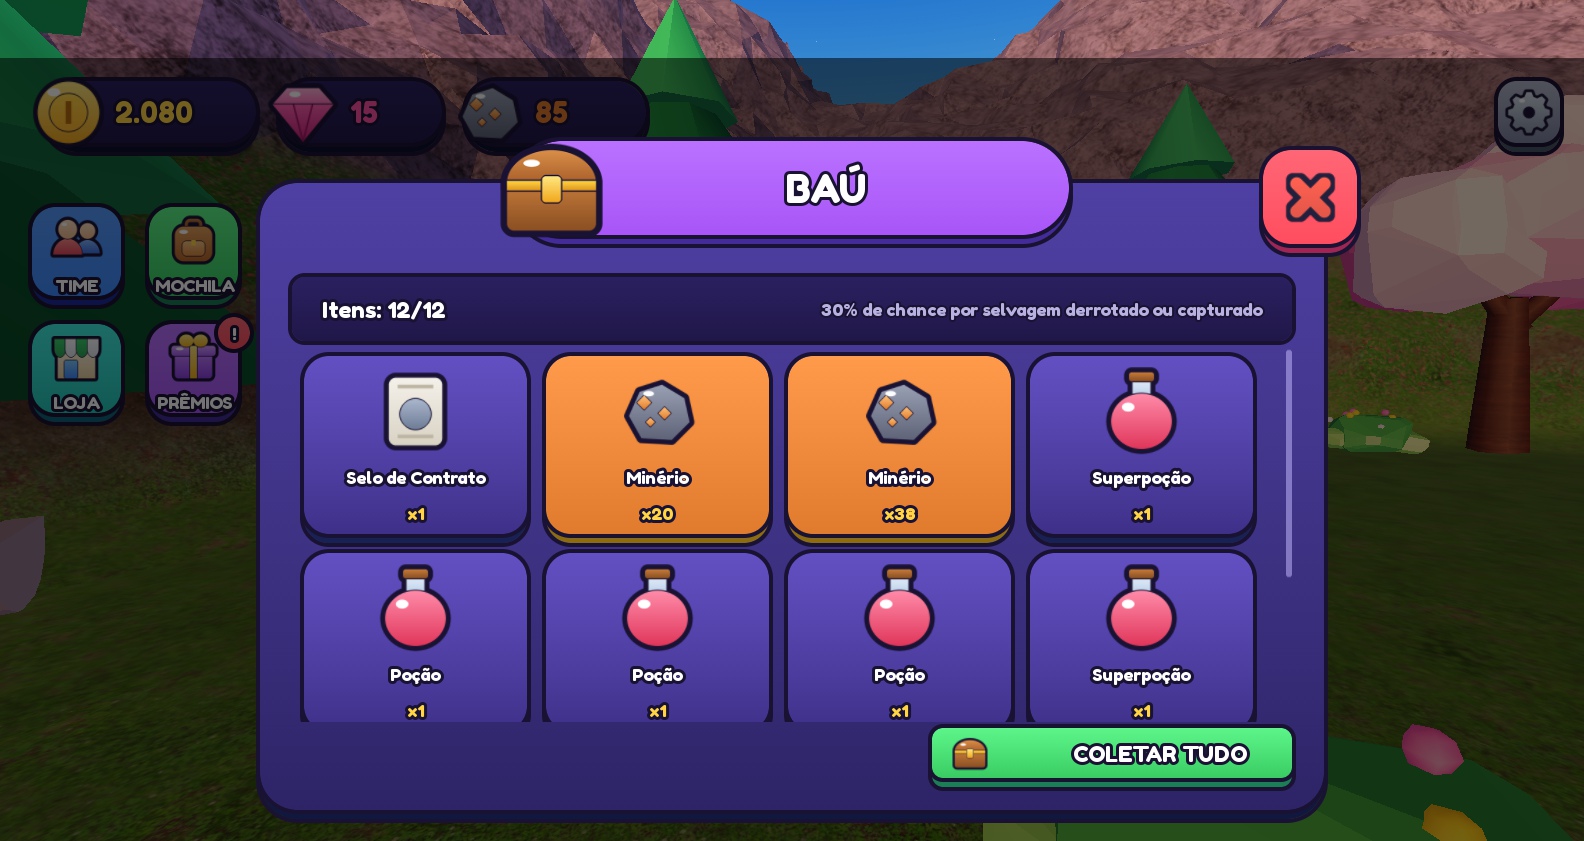 2.080
15
85
BAÚ
TIME
MOCHILA
LOJA
PRÊMIOS
!
Itens: 12/12
30% de chance por selvagem derrotado ou capturado
Selo de Contrato
x1
Minério
x20
Minério
x38
Superpoção
x1
Poção
x1
Poção
x1
Poção
x1
Superpoção
x1
COLETAR TUDO